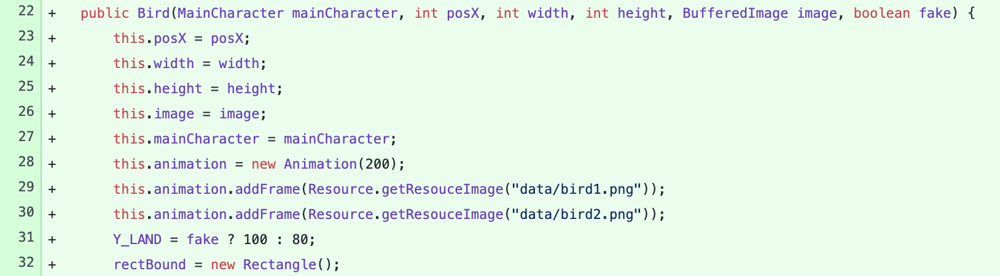 22 + public Bird(MainCharacter mainCharacter, int posX, int width, int height, BufferedImage image, boolean fake) {
23 + this.posX = posX;
24 + this.width = width;
25 + this.height = height;
26 + this.image = image;
27 + this.mainCharacter = mainCharacter;
28 + this.animation = new Animation(200);
29 + this.animation.addFrame(Resource.getResouceImage("data/bird1.png"));
30 + this.animation.addFrame(Resource.getResouceImage("data/bird2.png"));
31 + Y_LAND = fake ? 100 : 80;
32 + rectBound = new Rectangle();